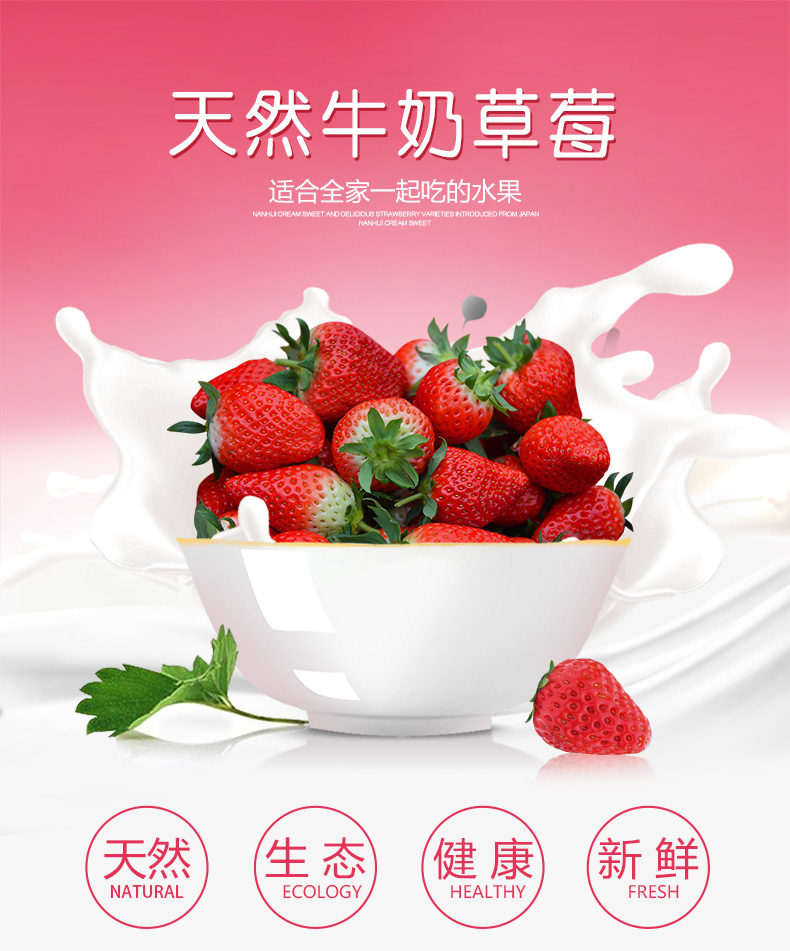 天然牛奶草莓
适合全家一起吃的水果
NANHUI CREAM SWEET AND DELICIOUS STRAWBERRY VARIETIES INTRODUCED FROM JAPAN
NANHUI CREAM SWEET
天然
NATURAL
生态
ECOLOGY
健康
HEALTHY
新鲜
FRESH